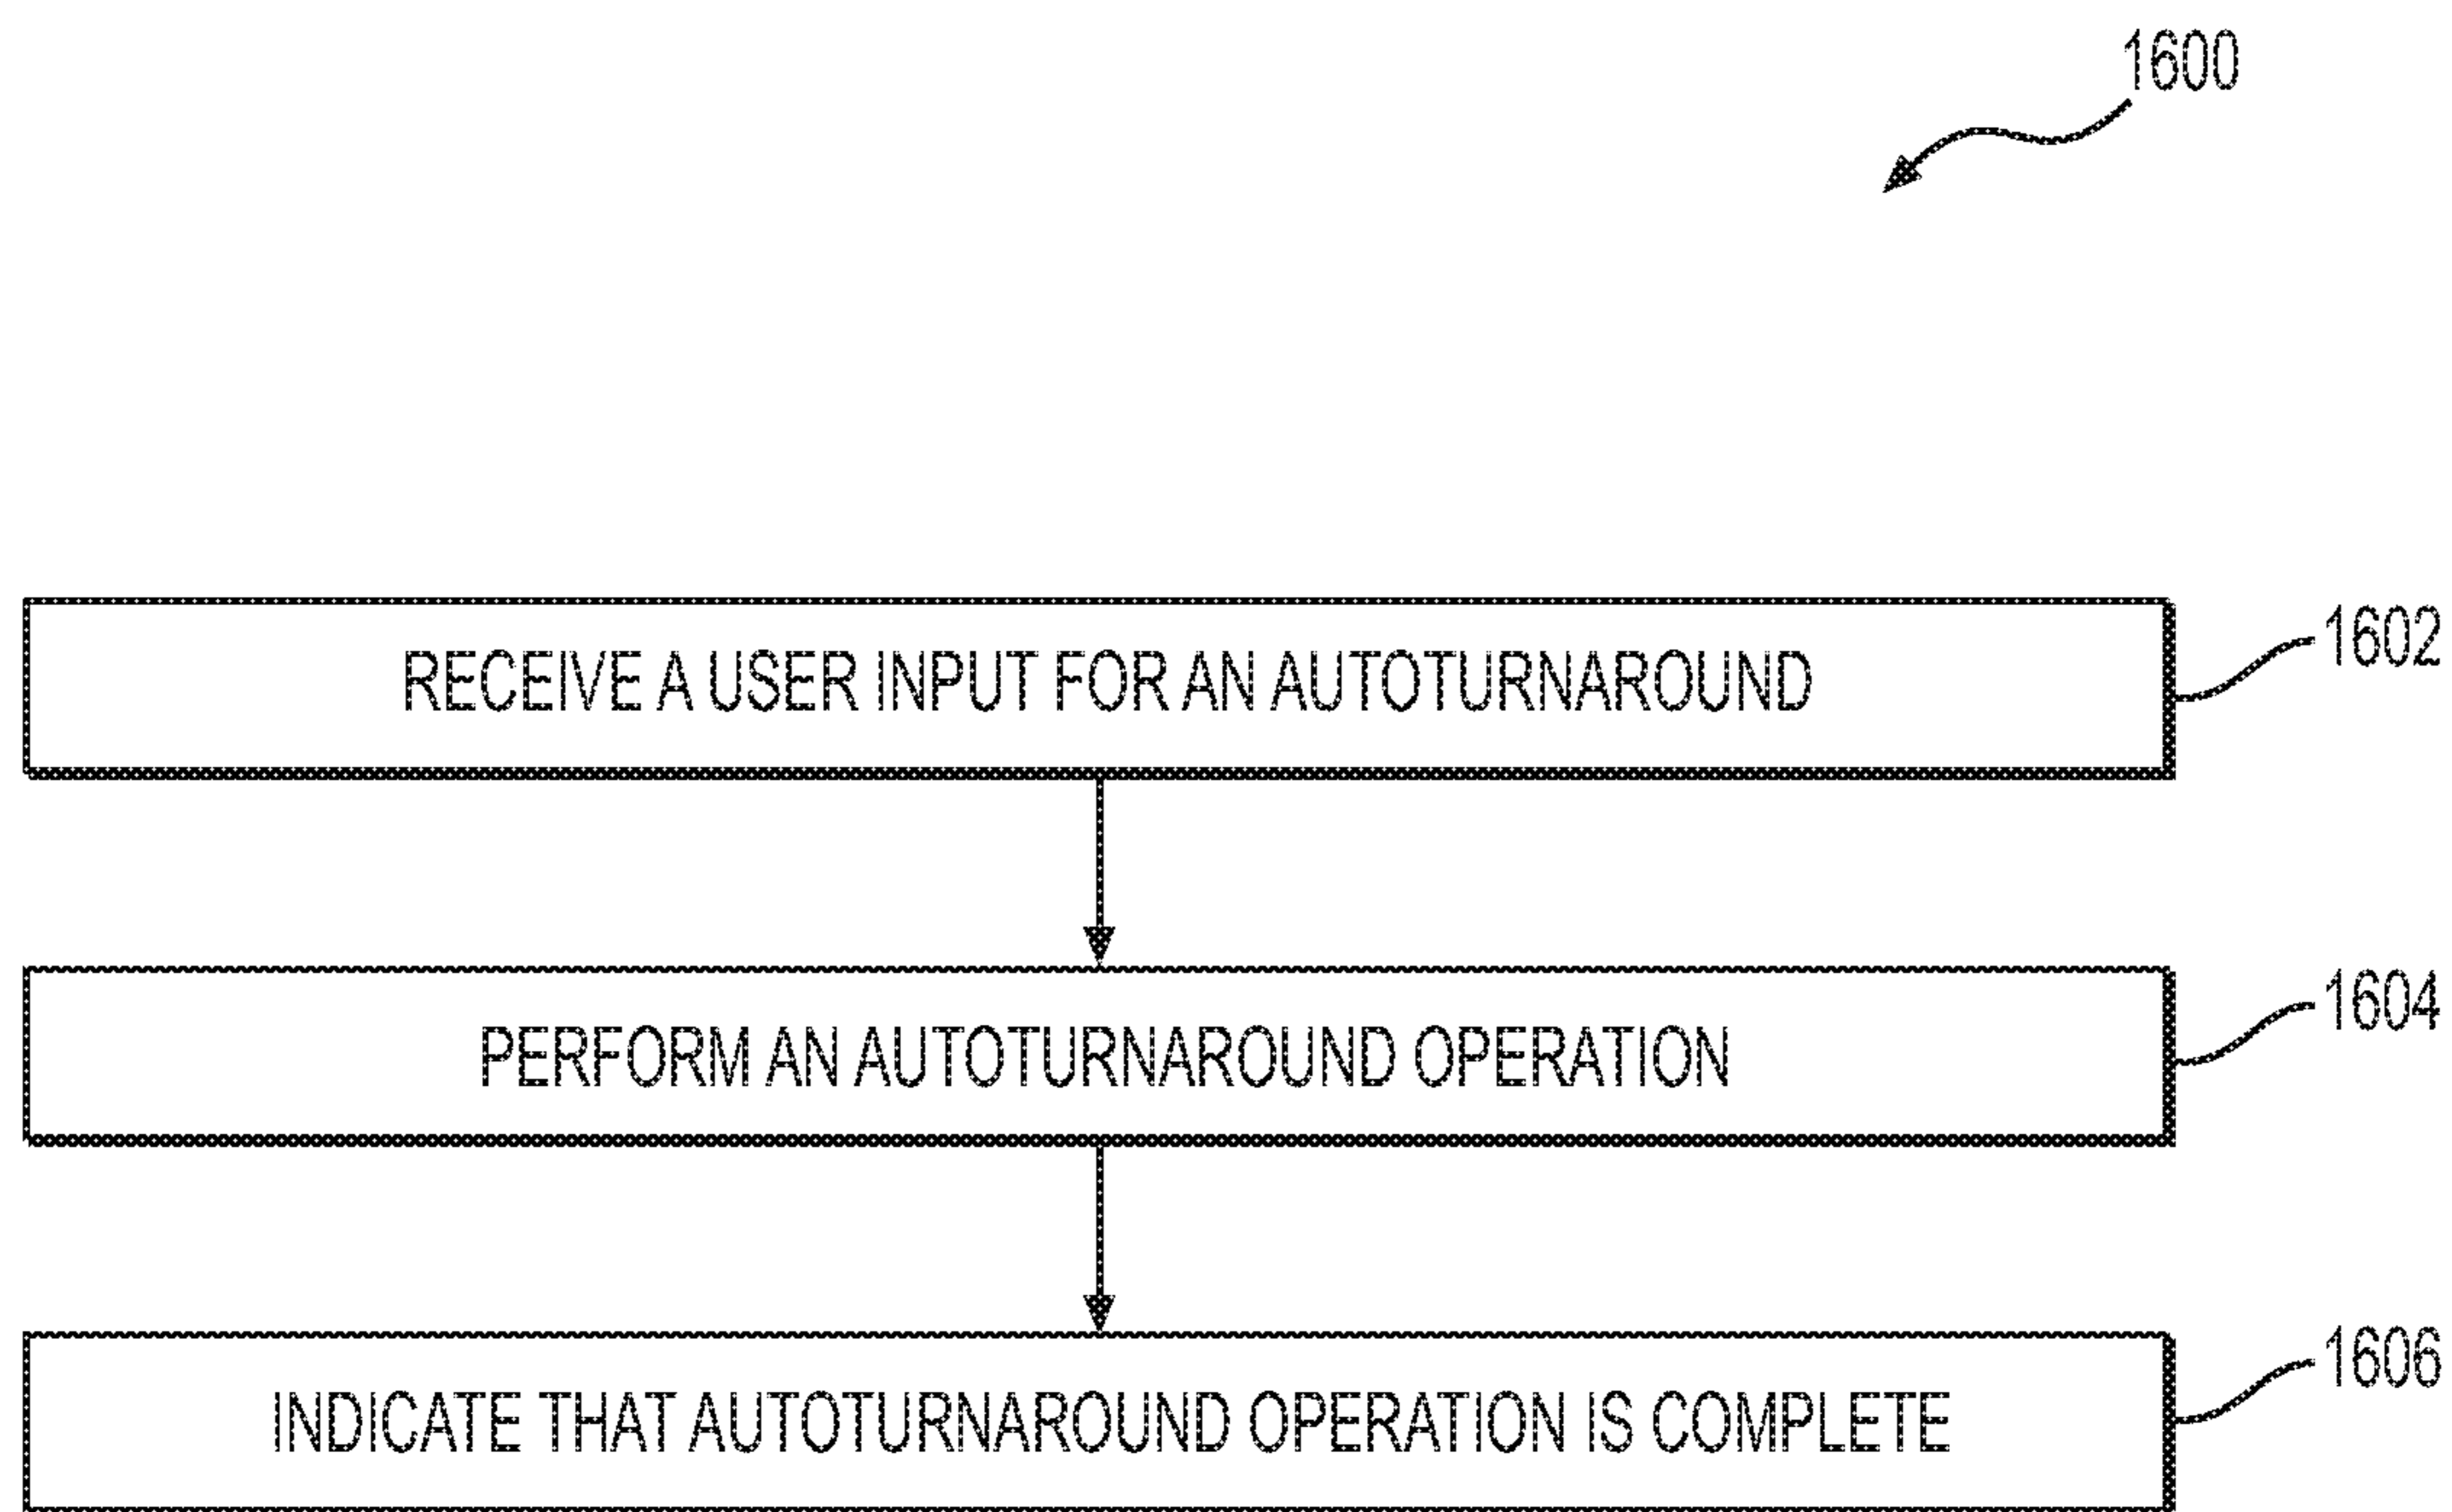 1600
RECEIVE A USER INPUT FOR AN AUTOTURNAROUND
1602
PERFORM AN AUTOTURNAROUND OPERATION
1604
INDICATE THAT AUTOTURNAROUND OPERATION IS COMPLETE
1606